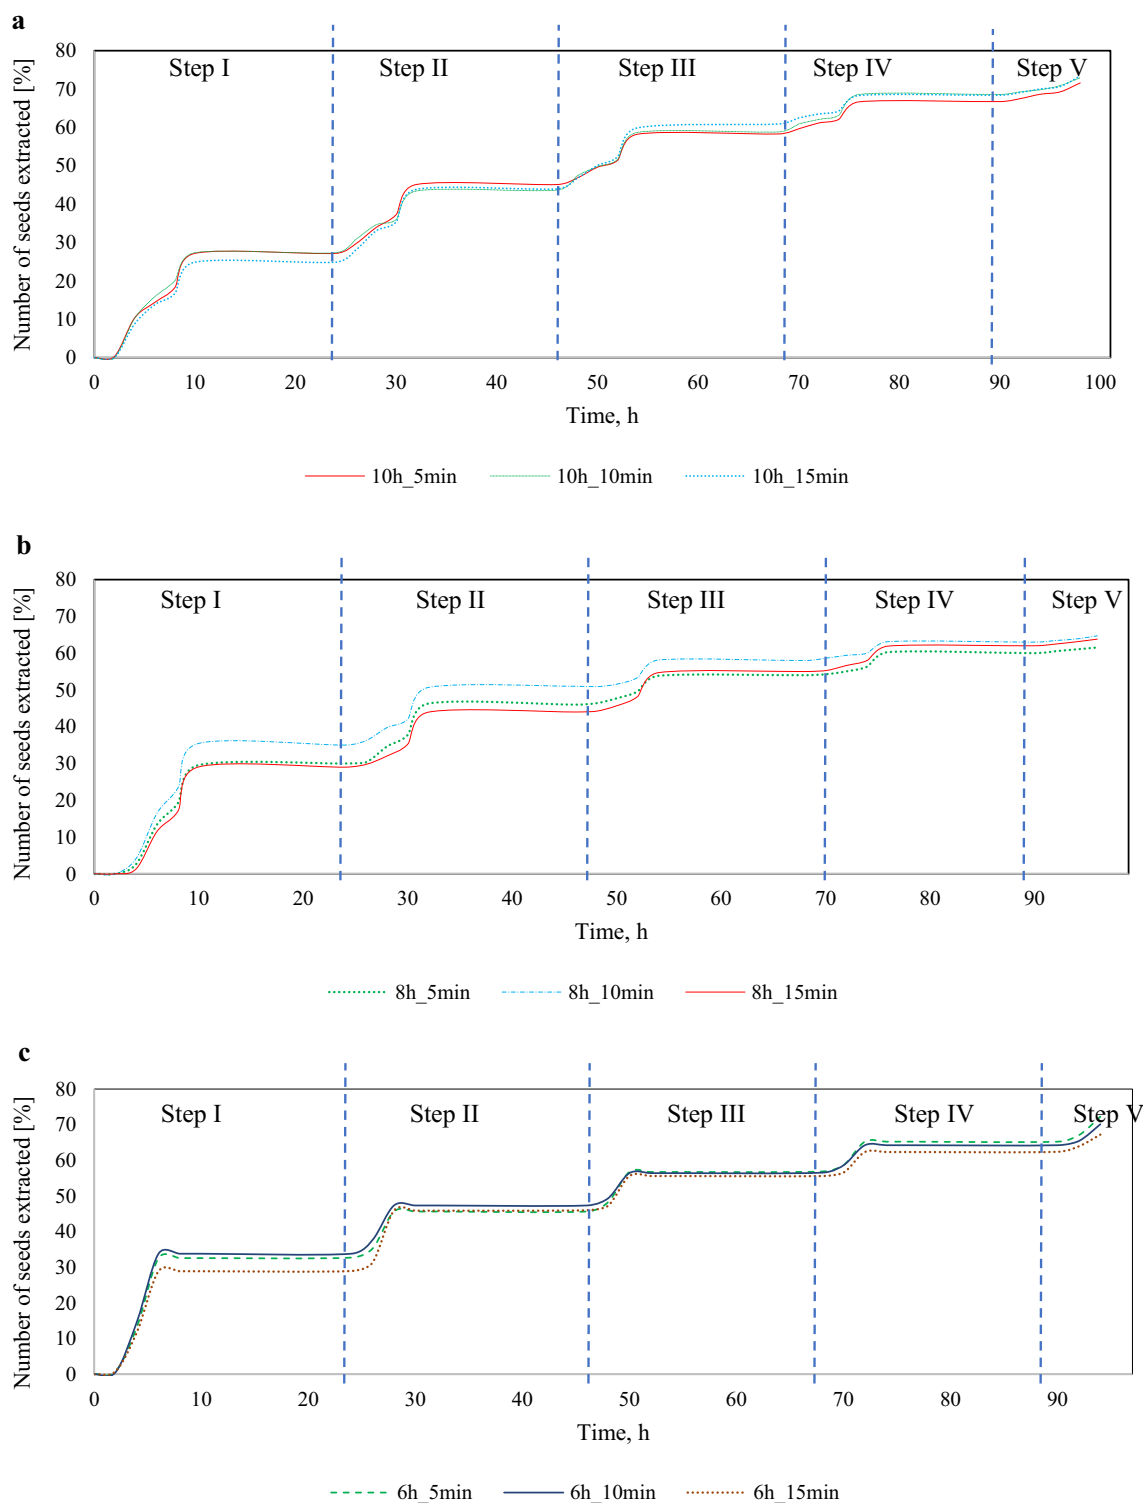 a
Number of seeds extracted [%]
80
70
60
50
40
30
20
10
0
Step I Step II Step III Step IV Step V
0 10 20 30 40 50 60 70 80 90 100
Time, h
10h_5min 10h_10min 10h_15min
b
Number of seeds extracted [%]
80
70
60
50
40
30
20
10
0
Step I Step II Step III Step IV Step V
0 10 20 30 40 50 60 70 80 90
Time, h
8h_5min 8h_10min 8h_15min
c
Number of seeds extracted [%]
80
70
60
50
40
30
20
10
0
Step I Step II Step III Step IV Step V
0 10 20 30 40 50 60 70 80 90
Time, h
6h_5min 6h_10min 6h_15min